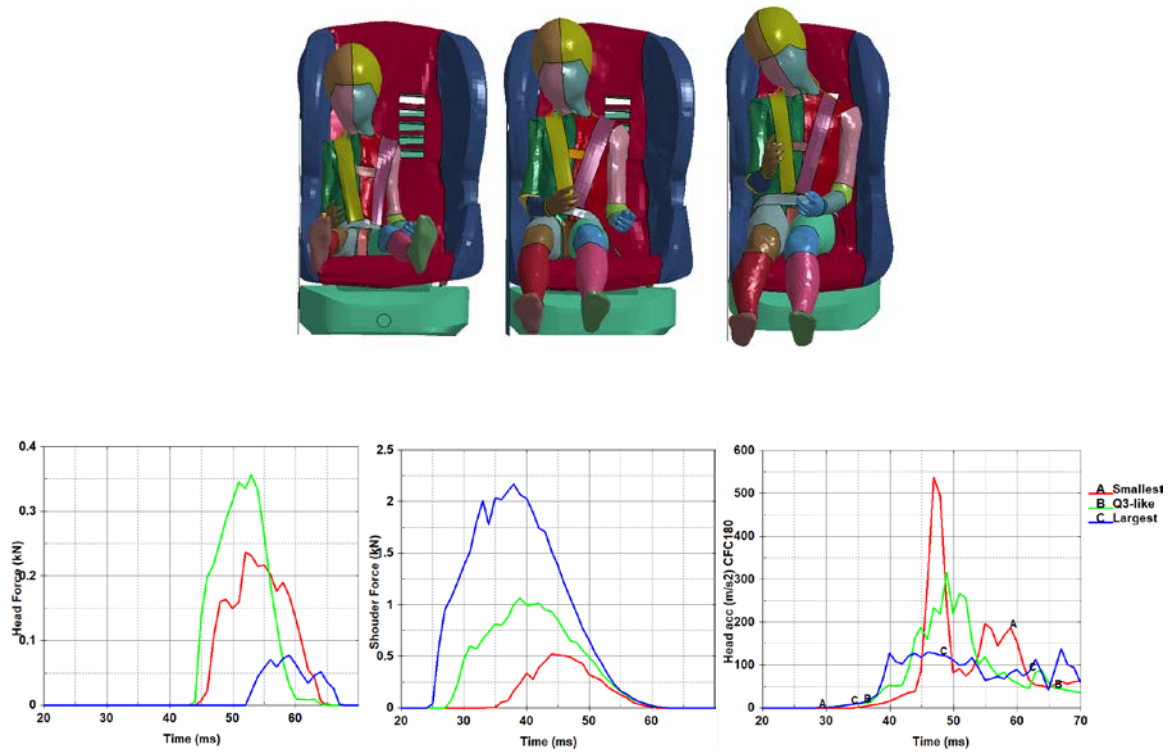 0.4
0.3
0.2
0.1
0
Head Force (kN)
20 30 40 50 60
Time (ms)
2.5
2
1.5
1
0.5
0
Shouder Force (kN)
20 30 40 50 60
Time (ms)
600
500
400
300
200
100
0
Head acc (m/s2) CFC180
20 30 40 50 60 70
Time (ms)
A A
B B
C C C
A Smallest
B Q3-like
C Largest